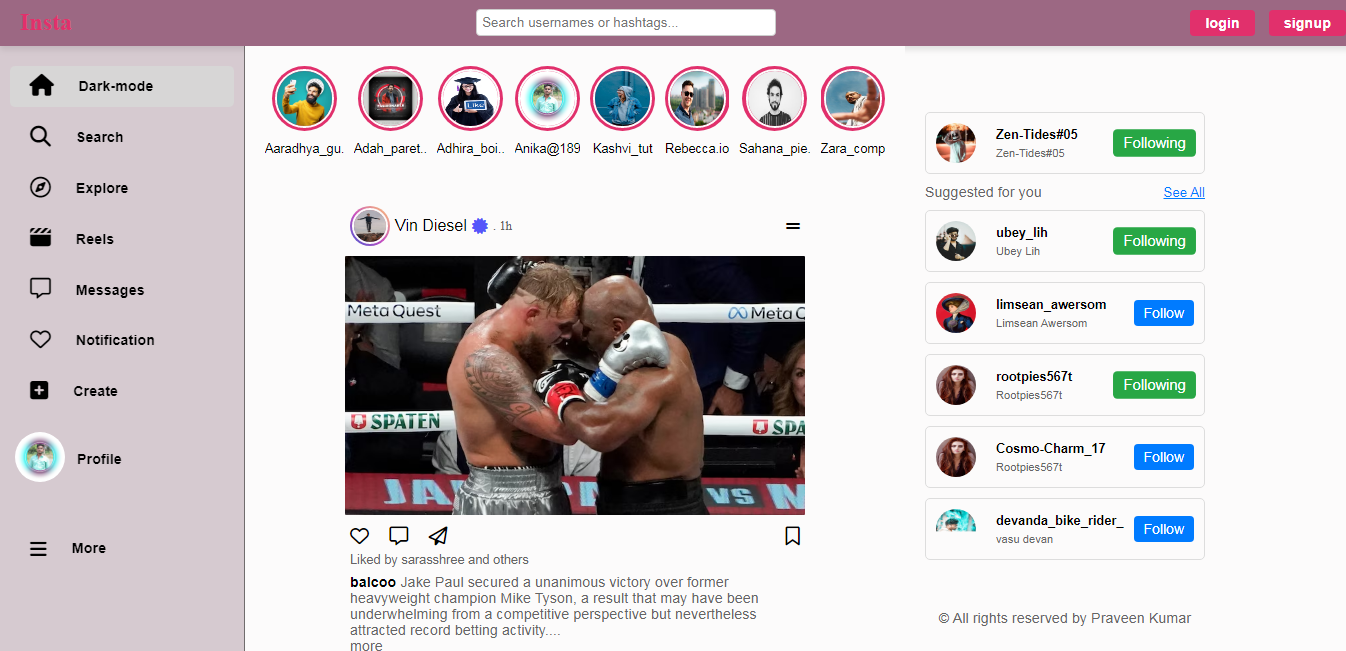 Insta
Search usernames or hashtags...
login
signup
Dark-mode
Search
Explore
Reels
Messages
Notification
Create
Profile
More
Aaradhya_gu.
Adah_paret..
Adhira_boi..
Anika@189
Kashvi_tut
Rebecca.io
Sahana_pie.
Zara_comp
LIKE
Vin Diesel . 1h
Meta Quest
Meta Q
SPATEN
SPA
VS
Liked by sarasshree and others
balcoo Jake Paul secured a unanimous victory over former
heavyweight champion Mike Tyson, a result that may have been
underwhelming from a competitive perspective but nevertheless
attracted record betting activity....
more
Zen-Tides#05
Zen-Tides#05
Following
Suggested for you
See All
ubey_lih
Ubey Lih
Following
limsean_awersom
Limsean Awersom
Follow
rootpies567t
Rootpies567t
Following
Cosmo-Charm_17
Rootpies567t
Follow
devanda_bike_rider_
vasu devan
Follow
© All rights reserved by Praveen Kumar